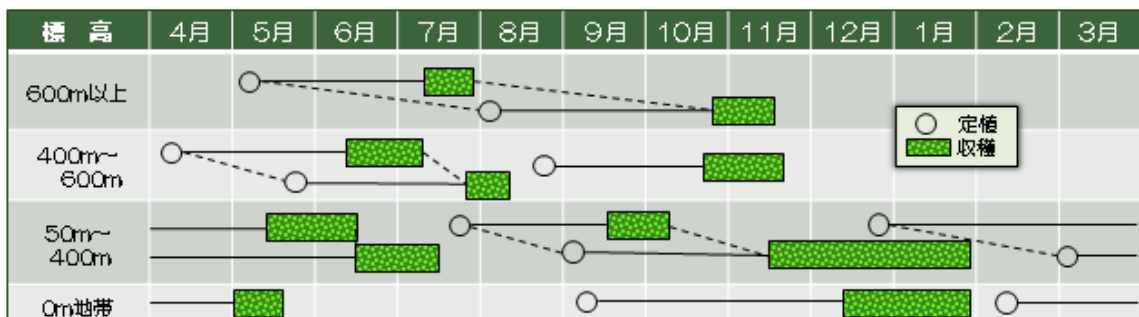 標高 4月 5月 6月 7月 8月 9月 10月 11月 12月 1月 2月 3月
600m以上
定植
収穫
400m～
600m
50m～
400m
0m地帯